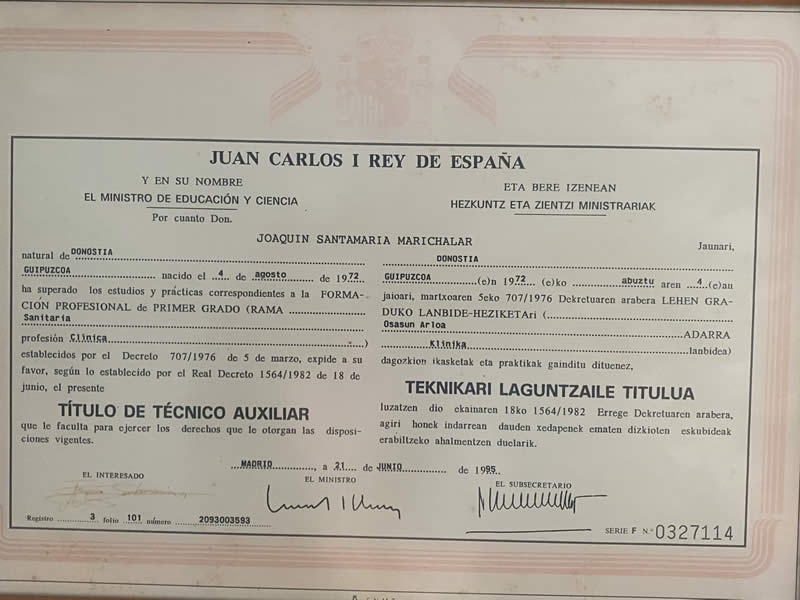 JUAN CARLOS I REY DE ESPAÑA
Y EN SU NOMBRE
EL MINISTRO DE EDUCACIÓN Y CIENCIA
Por cuanto Don.
ETA BERE IZENEAN
HEZKUNTZ ETA ZIENTZI MINISTRARIAK
JOAQUIN SANTAMARIA MARICHALAR
Jaunari,
natural de DONOSTIA
GUIPUZCOA nacido el 4 de agosto de 1972
ha superado los estudios y prácticas correspondientes a la FORMA-
CIÓN PROFESIONAL de PRIMER GRADO (RAMA
Sanitaria
profesión Clínica )
establecidos por el Decreto 707/1976 de 5 de marzo, expide a su
favor, según lo establecido por el Real Decreto 1564/1982 de 18 de
junio, el presente
TÍTULO DE TÉCNICO AUXILIAR
que le faculta para ejercer los derechos que le otorgan las disposi-
ciones vigentes.
DONOSTIA
GUIPUZCOA (e)n 1972 (e)ko abuztu aren 4 (e)an
jaioari, martxoaren 5eko 707/1976 Dekretuaren arabera LEHEN GRA-
DUKO LANBIDE-HEZIKETAri (
Osasun Arloa ADARRA
Klinika lanbidea)
dagozkion ikasketak eta praktikak gainditu dituenez,
TEKNIKARI LAGUNTZAILE TITULUA
luzatzen dio ekainaren 18ko 1564/1982 Errege Dekretuaren arabera,
agiri honek indarrean dauden xedapenek ematen dizkioten eskubideak
erabiltzeko ahalmentzen duelarik.
MADRID, a 21 de JUNIO de 1995.
EL INTERESADO
EL MINISTRO
EL SUBSECRETARIO
Registro 3 folio 101 número 2093003593
SERIE F N.º 0327114